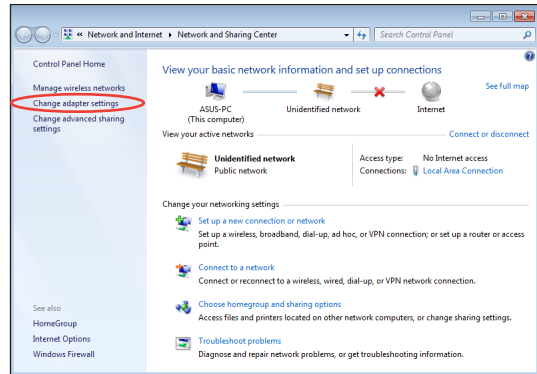 « Network and Internet ▸ Network and Sharing Center
Search Control Panel
Control Panel Home
Manage wireless networks
Change adapter settings
Change advanced sharing
settings
See also
HomeGroup
Internet Options
Windows Firewall
View your basic network information and set up connections
See full map
ASUS-PC
(This computer)
Unidentified network
Internet
View your active networks
Connect or disconnect
Unidentified network
Public network
Access type: No Internet access
Connections: Local Area Connection
Change your networking settings
Set up a new connection or network
Set up a wireless, broadband, dial-up, ad hoc, or VPN connection; or set up a router or access
point.
Connect to a network
Connect or reconnect to a wireless, wired, dial-up, or VPN network connection.
Choose homegroup and sharing options
Access files and printers located on other network computers, or change sharing settings.
Troubleshoot problems
Diagnose and repair network problems, or get troubleshooting information.